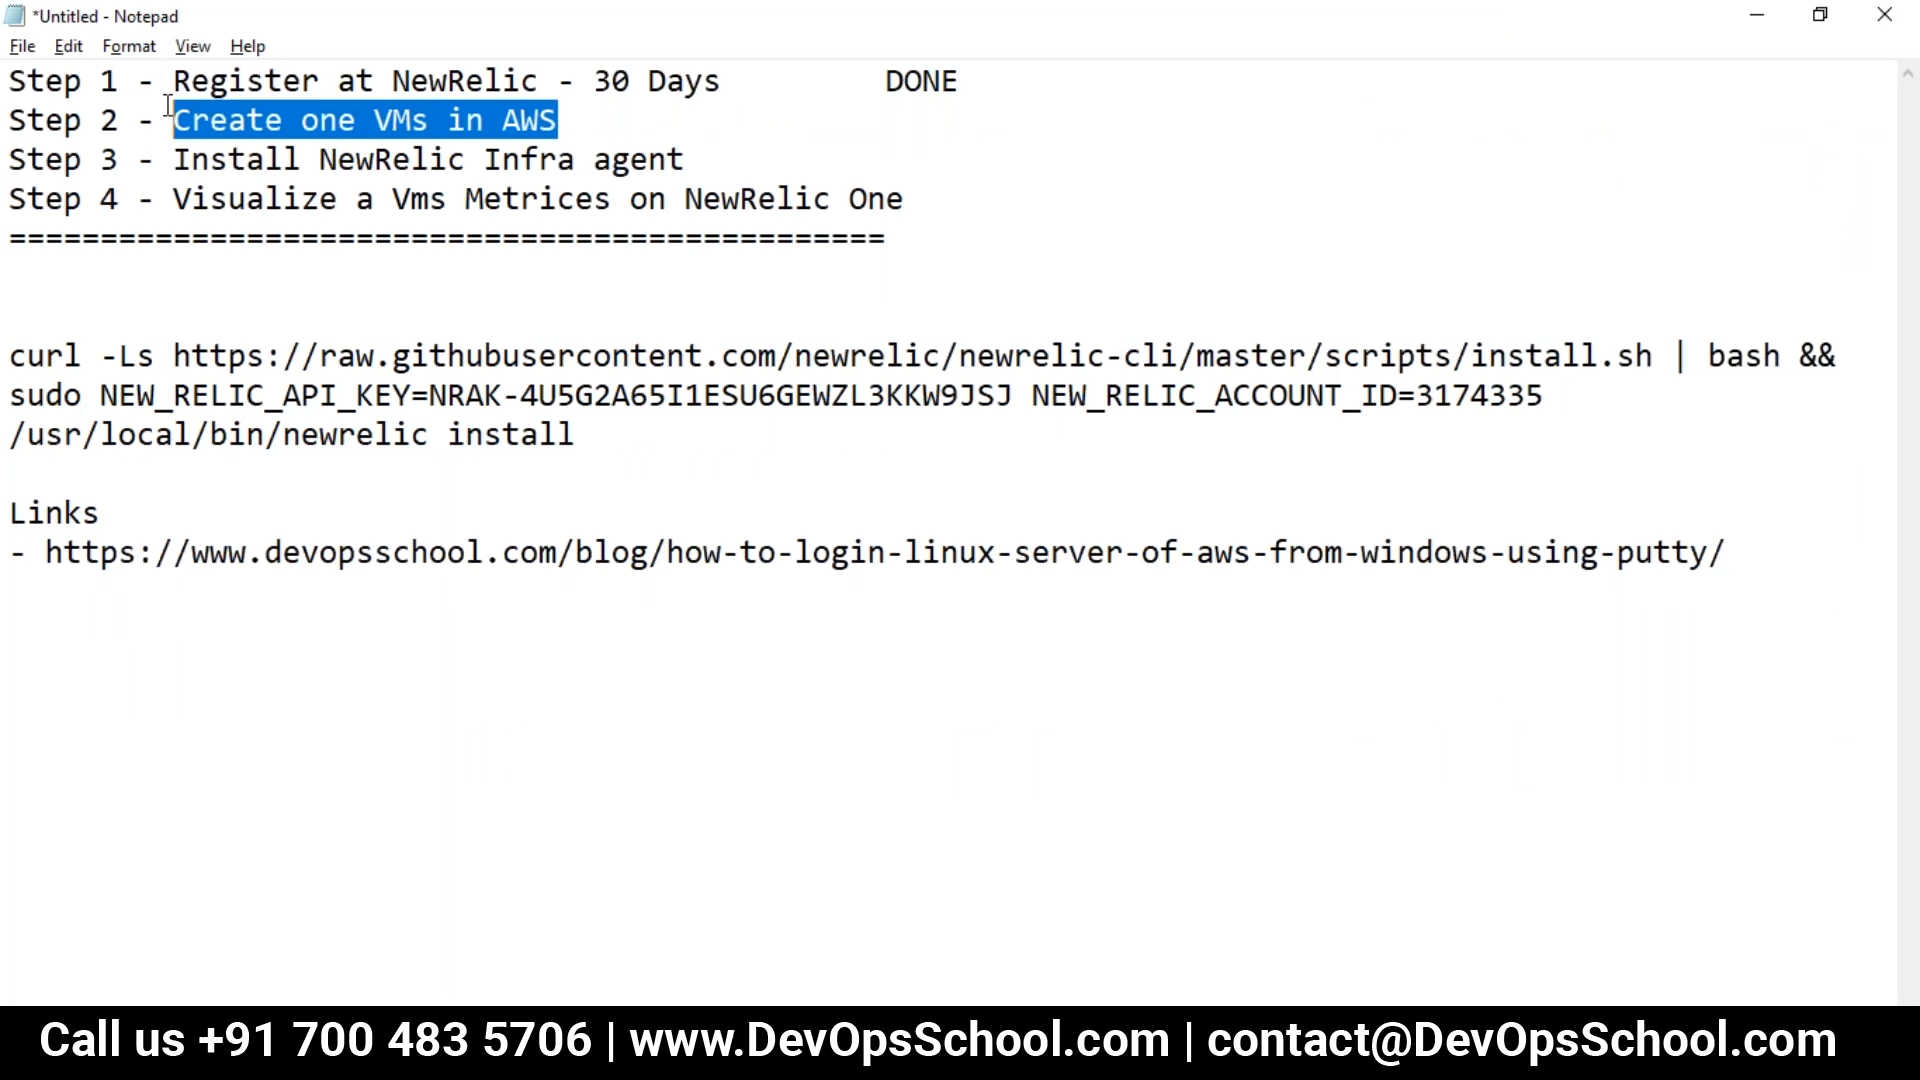 *Untitled - Notepad
File Edit Format View Help
Step 1 - Register at NewRelic - 30 Days DONE
Step 2 - Create one VMs in AWS
Step 3 - Install NewRelic Infra agent
Step 4 - Visualize a Vms Metrices on NewRelic One
================================================
curl -Ls https://raw.githubusercontent.com/newrelic/newrelic-cli/master/scripts/install.sh | bash &&
sudo NEW_RELIC_API_KEY=NRAK-4U5G2A65I1ESU6GEWZL3KKW9JSJ NEW_RELIC_ACCOUNT_ID=3174335
/usr/local/bin/newrelic install
Links
- https://www.devopsschool.com/blog/how-to-login-linux-server-of-aws-from-windows-using-putty/
Call us +91 700 483 5706 | www.DevOpsSchool.com | contact@DevOpsSchool.com